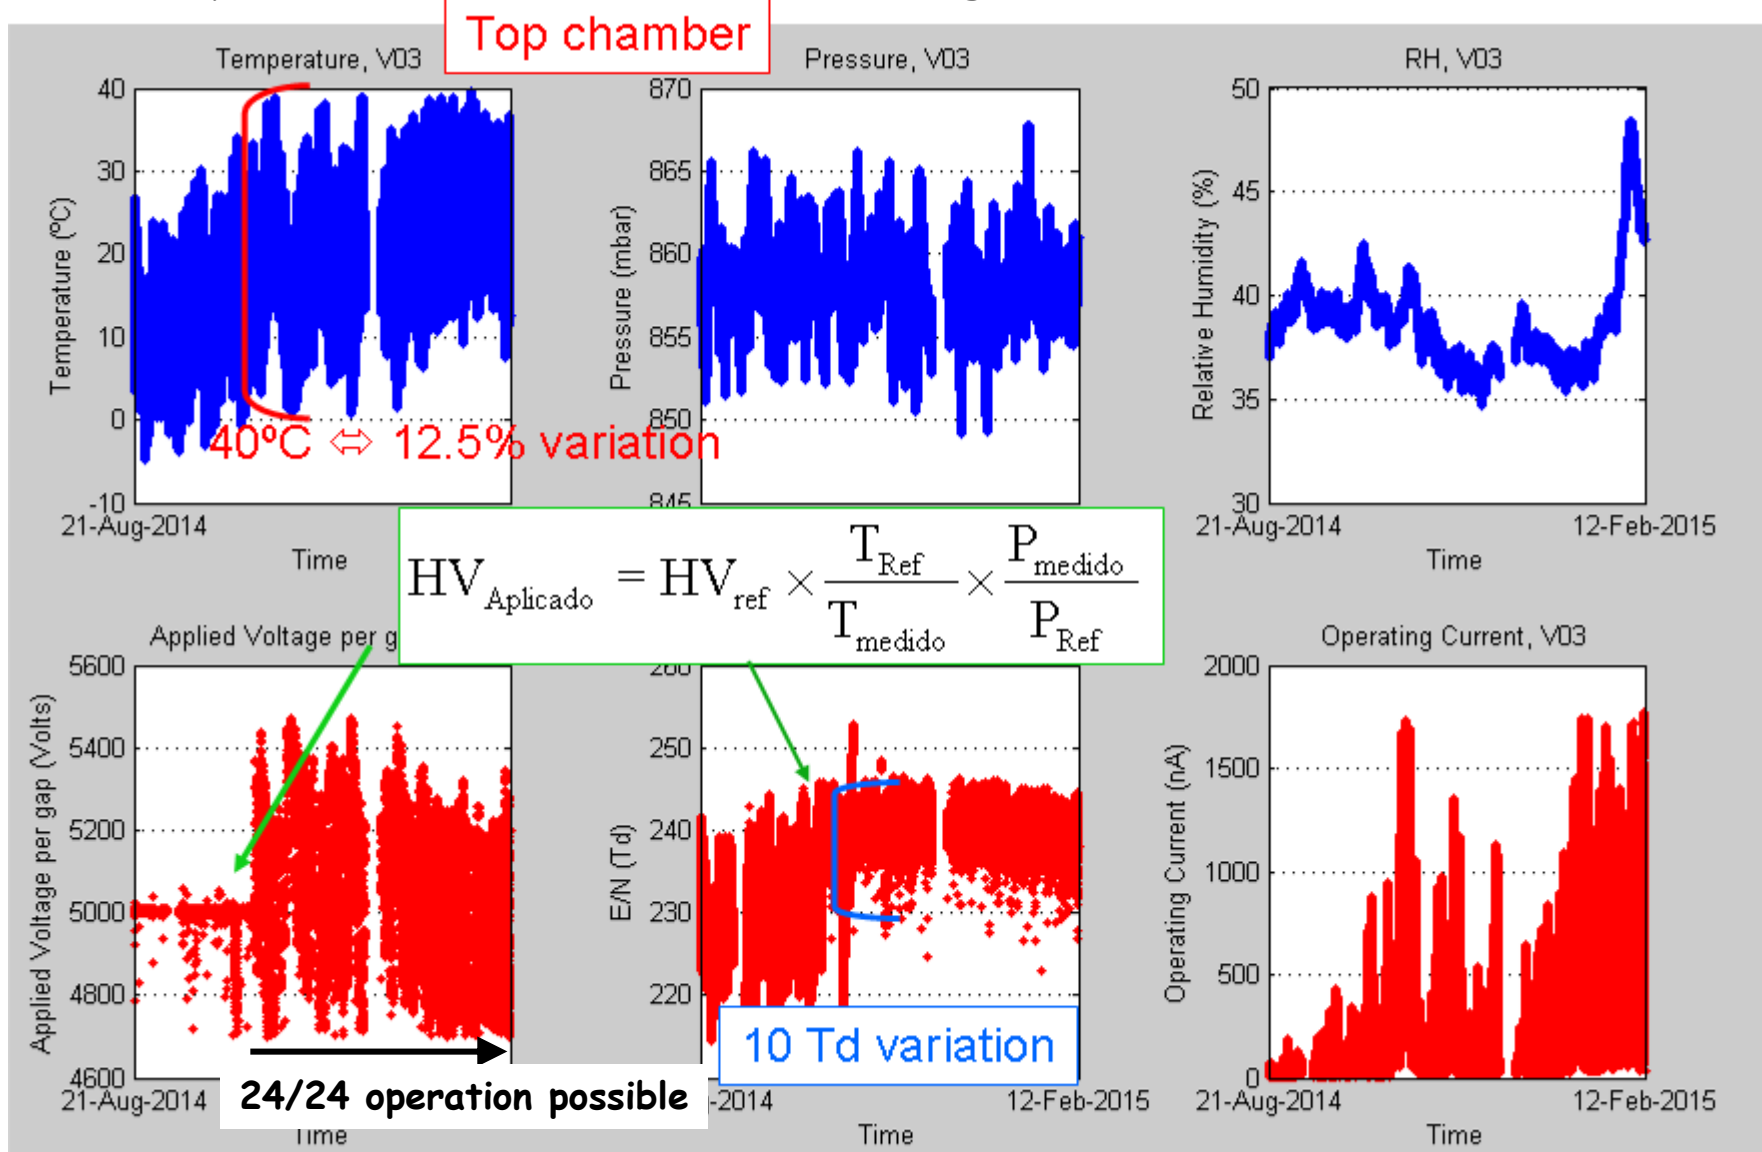 Top chamber
Temperature, V03
Pressure, V03
RH, V03
40
30
20
10
0
-10
Temperature (ºC)
21-Aug-2014
Time
40ºC ⇔ 12.5% variation
870
865
860
855
850
845
Pressure (mbar)
50
45
40
35
30
Relative Humidity (%)
21-Aug-2014
12-Feb-2015
Time
HV_Aplicado = HV_ref × T_Ref / T_medido × P_medido / P_Ref
Applied Voltage per g
5600
5400
5200
5000
4800
4600
Applied Voltage per gap (Volts)
21-Aug-2014
Time
24/24 operation possible
260
250
240
230
220
E/N (Td)
10 Td variation
-2014
12-Feb-2015
Time
Operating Current, V03
2000
1500
1000
500
0
Operating Current (nA)
21-Aug-2014
12-Feb-2015
Time